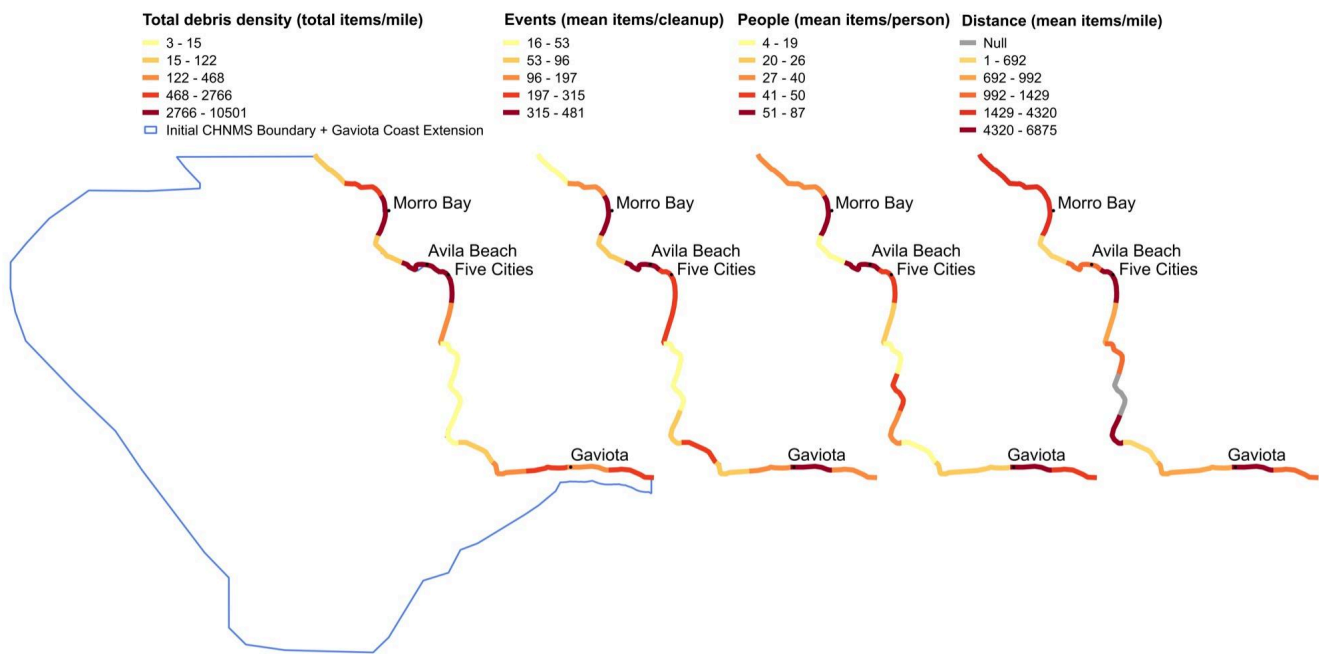 Total debris density (total items/mile)
3 - 15
15 - 122
122 - 468
468 - 2766
2766 - 10501
Initial CHNMS Boundary + Gaviota Coast Extension
Events (mean items/cleanup)
16 - 53
53 - 96
96 - 197
197 - 315
315 - 481
People (mean items/person)
4 - 19
20 - 26
27 - 40
41 - 50
51 - 87
Distance (mean items/mile)
Null
1 - 692
692 - 992
992 - 1429
1429 - 4320
4320 - 6875
Morro Bay
Avila Beach
Five Cities
Gaviota
Morro Bay
Avila Beach
Five Cities
Gaviota
Morro Bay
Avila Beach
Five Cities
Gaviota
Morro Bay
Avila Beach
Five Cities
Gaviota